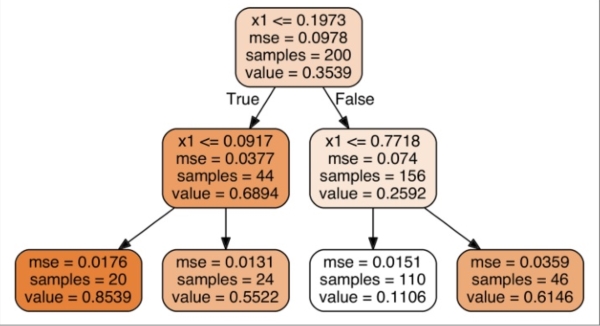 x1 <= 0.1973
mse = 0.0978
samples = 200
value = 0.3539
True
False
x1 <= 0.0917
mse = 0.0377
samples = 44
value = 0.6894
x1 <= 0.7718
mse = 0.074
samples = 156
value = 0.2592
mse = 0.0176
samples = 20
value = 0.8539
mse = 0.0131
samples = 24
value = 0.5522
mse = 0.0151
samples = 110
value = 0.1106
mse = 0.0359
samples = 46
value = 0.6146